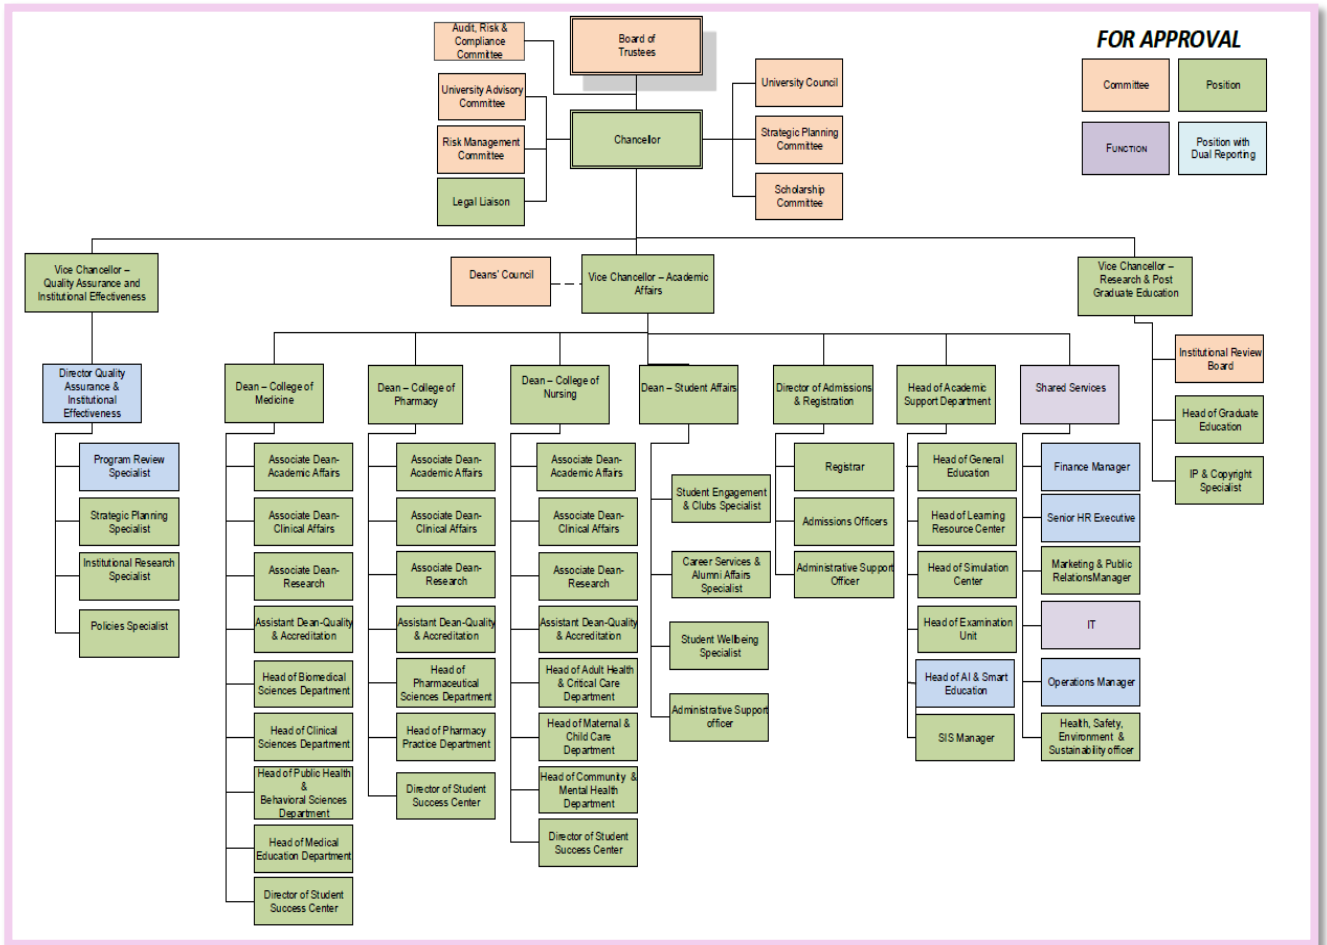 Audit, Risk &
Compliance
Committee
Board of
Trustees
FOR APPROVAL
University Advisory
Committee
University Council
Committee
Position
Chancellor
Risk Management
Committee
Strategic Planning
Committee
FUNCTION
Position with
Dual Reporting
Legal Liaison
Scholarship
Committee
Vice Chancellor –
Quality Assurance and
Institutional Effectiveness
Deans' Council
Vice Chancellor – Academic
Affairs
Vice Chancellor –
Research & Post
Graduate Education
Director Quality
Assurance &
Institutional
Effectiveness
Program Review
Specialist
Strategic Planning
Specialist
Institutional Research
Specialist
Policies Specialist
Dean – College of
Medicine
Associate Dean-
Academic Affairs
Associate Dean-
Clinical Affairs
Associate Dean-
Research
Assistant Dean-Quality
& Accreditation
Head of Biomedical
Sciences Department
Head of Clinical
Sciences Department
Head of Public Health
&
Behavioral Sciences
Department
Head of Medical
Education Department
Director of Student
Success Center
Dean – College of
Pharmacy
Associate Dean-
Academic Affairs
Associate Dean-
Clinical Affairs
Associate Dean-
Research
Assistant Dean-Quality
& Accreditation
Head of
Pharmaceutical
Sciences Department
Head of Pharmacy
Practice Department
Director of Student
Success Center
Dean – College of
Nursing
Associate Dean-
Academic Affairs
Associate Dean-
Clinical Affairs
Associate Dean-
Research
Assistant Dean-Quality
& Accreditation
Head of Adult Health
& Critical Care
Department
Head of Maternal &
Child Care
Department
Head of Community &
Mental Health
Department
Director of Student
Success Center
Dean – Student Affairs
Student Engagement
& Clubs Specialist
Career Services &
Alumni Affairs
Specialist
Student Wellbeing
Specialist
Administrative Support
officer
Director of Admissions
& Registration
Registrar
Admissions Officers
Administrative Support
Officer
Head of Academic
Support Department
Head of General
Education
Head of Learning
Resource Center
Head of Simulation
Center
Head of Examination
Unit
Head of AI & Smart
Education
SIS Manager
Shared Services
Finance Manager
Senior HR Executive
Marketing & Public
RelationsManager
IT
Operations Manager
Health, Safety,
Environment &
Sustainability officer
Institutional Review
Board
Head of Graduate
Education
IP & Copyright
Specialist